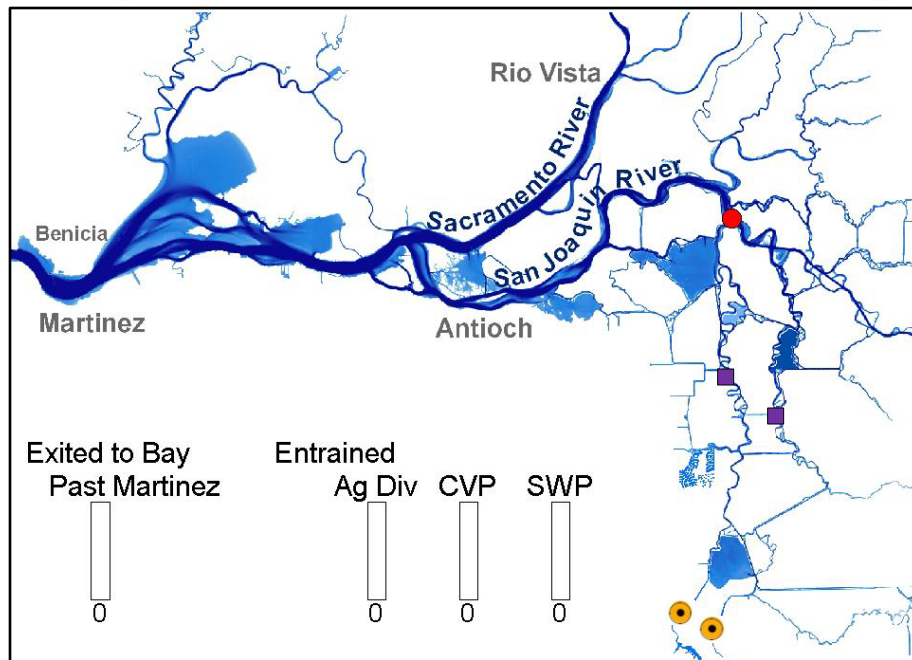 Rio Vista
Sacramento River
San Joaquin River
Benicia
Martinez
Antioch
Exited to Bay
Past Martinez
Entrained
Ag Div CVP SWP
0 0 0 0